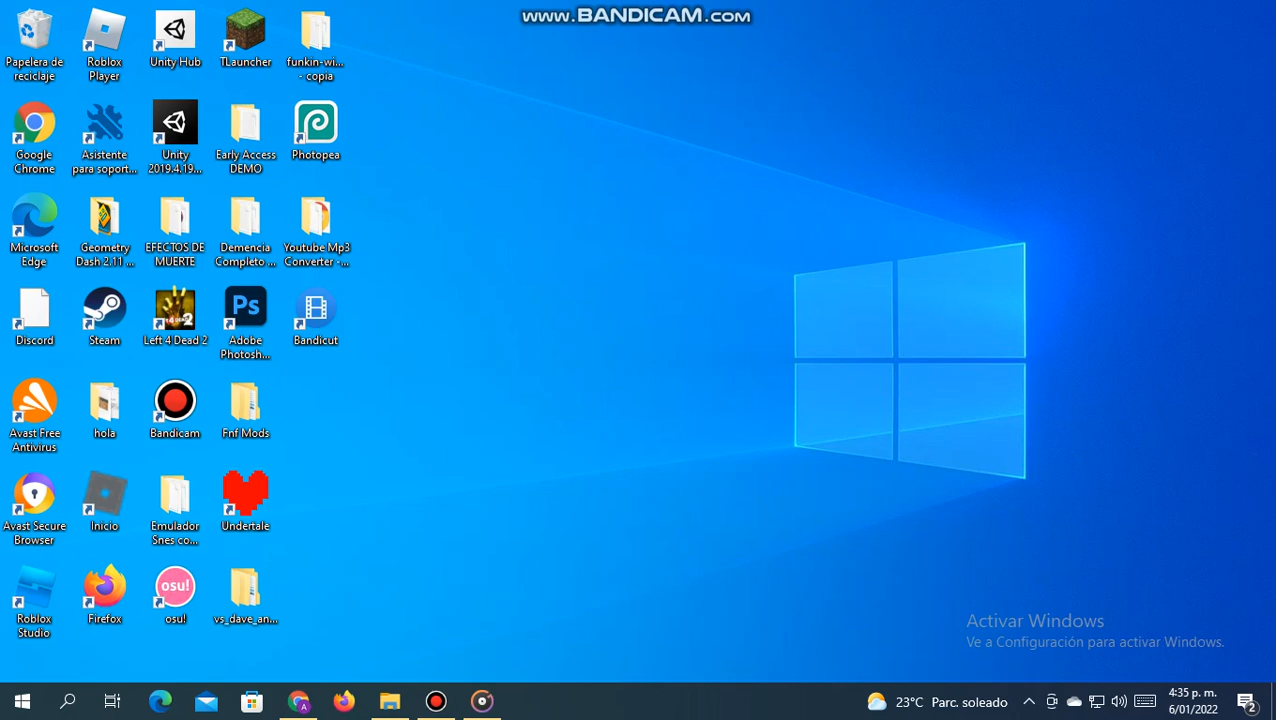 www.BANDICAM.com
Papelera de
reciclaje
Roblox
Player
Unity Hub
TLauncher
funkin-wi...
- copia
Google
Chrome
Asistente
para soport...
Unity
2019.4.19...
Early Access
DEMO
Photopea
Microsoft
Edge
Geometry
Dash 2.11 ...
EFECTOS DE
MUERTE
Demencia
Completo ...
Youtube Mp3
Converter -...
Discord
Steam
Left 4 Dead 2
Ps
Adobe
Photosh...
Bandicut
Avast Free
Antivirus
hola
Bandicam
Fnf Mods
Avast Secure
Browser
Inicio
Emulador
Snes co...
Undertale
Roblox
Studio
Firefox
osu!
osu!
vs_dave_an...
Activar Windows
Ve a Configuración para activar Windows.
A
23°C Parc. soleado
4:35 p. m.
6/01/2022
2